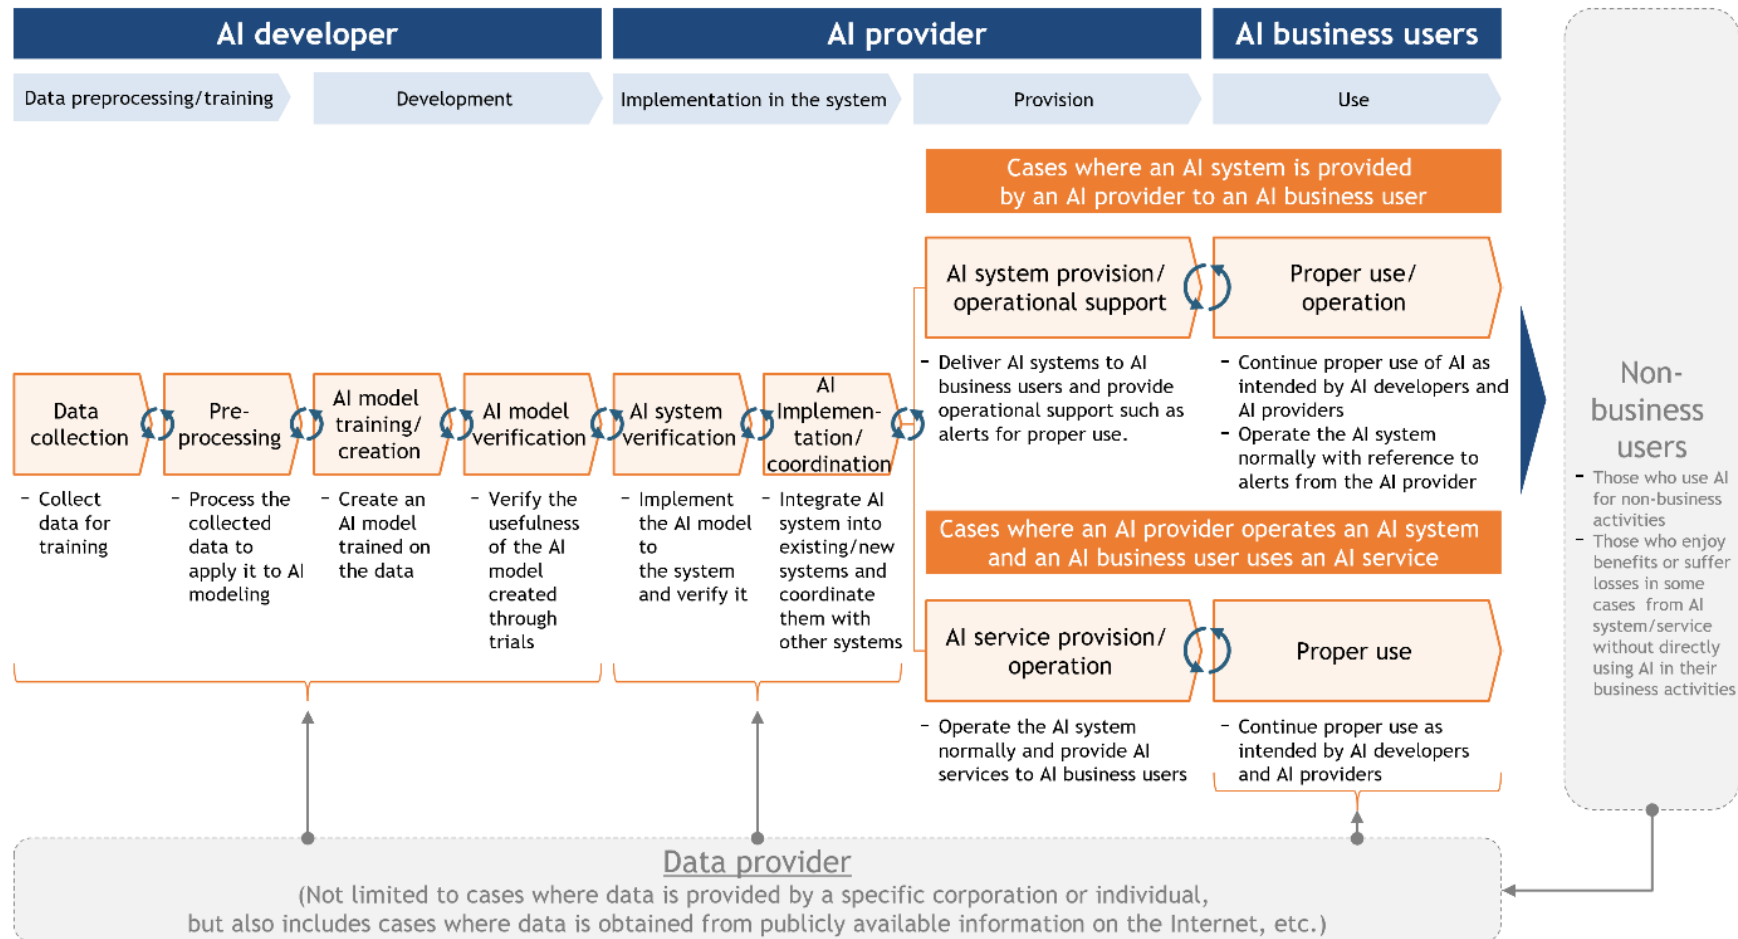 AI developer
AI provider
AI business users
Data preprocessing/training
Development
Implementation in the system
Provision
Use
Cases where an AI system is provided
by an AI provider to an AI business user
AI system provision/
operational support
Proper use/
operation
- Deliver AI systems to AI
business users and provide
operational support such as
alerts for proper use.
- Continue proper use of AI as
intended by AI developers and
AI providers
- Operate the AI system
normally with reference to
alerts from the AI provider
Data
collection
Pre-
processing
AI model
training/
creation
AI model
verification
AI system
verification
AI
Implemen-
tation/
coordination
- Collect
data for
training
- Process the
collected
data to
apply it to AI
modeling
- Create an
AI model
trained on
the data
- Verify the
usefulness
of the AI
model
created
through
trials
- Implement
the AI model
to
the system
and verify it
- Integrate AI
system into
existing/new
systems and
coordinate
them with
other systems
Cases where an AI provider operates an AI system
and an AI business user uses an AI service
AI service provision/
operation
Proper use
- Operate the AI system
normally and provide AI
services to AI business users
- Continue proper use as
intended by AI developers
and AI providers
Non-
business
users
- Those who use AI
for non-business
activities
- Those who enjoy
benefits or suffer
losses in some
cases from AI
system/service
without directly
using AI in their
business activities
Data provider
(Not limited to cases where data is provided by a specific corporation or individual,
but also includes cases where data is obtained from publicly available information on the Internet, etc.)